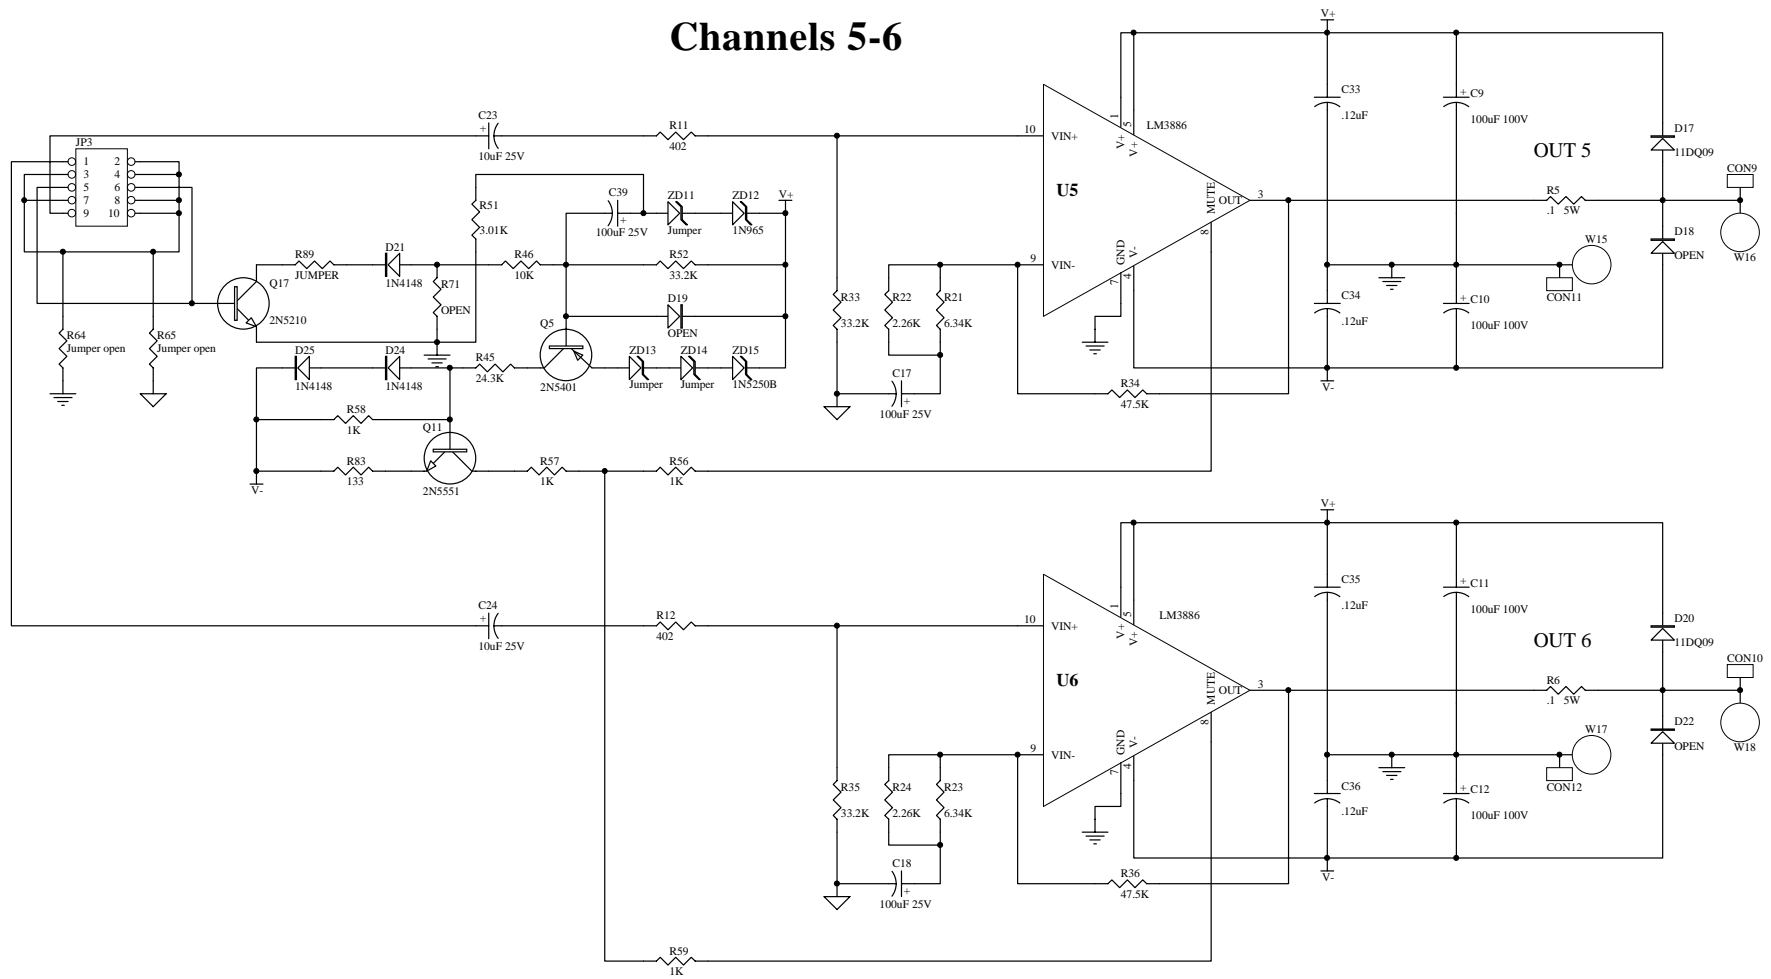 Channels 5-6
JP3
1 2
3 4
5 6
7 8
9 10
C23
+
10uF 25V
R11
402
R51
3.01K
C39
+
100uF 25V
ZD11
Jumper
ZD12
1N965
V+
R89
JUMPER
D21
1N4148
R71
OPEN
R46
10K
R52
33.2K
D19
OPEN
Q17
2N5210
R64
Jumper open
R65
Jumper open
D25
1N4148
D24
1N4148
R45
24.3K
Q5
2N5401
ZD13
Jumper
ZD14
Jumper
ZD15
1N5250B
R58
1K
Q11
2N5551
R83
133
V-
R57
1K
R56
1K
R33
33.2K
R22
2.26K
R21
6.34K
C17
+
100uF 25V
R34
47.5K
10
VIN+
9
VIN-
U5
LM3886
1
V+
5
V+
MUTE
8
OUT
3
GND
7
V-
4
V+
C33
.12uF
+
C9
100uF 100V
C34
.12uF
+
C10
100uF 100V
V-
OUT 5
R5
.1 5W
D17
11DQ09
D18
OPEN
CON9
W16
W15
CON11
C24
+
10uF 25V
R12
402
R35
33.2K
R24
2.26K
R23
6.34K
C18
+
100uF 25V
R36
47.5K
R59
1K
10
VIN+
9
VIN-
U6
LM3886
1
V+
5
V+
MUTE
8
OUT
3
GND
7
V-
4
V+
C35
.12uF
+
C11
100uF 100V
C36
.12uF
+
C12
100uF 100V
V-
OUT 6
R6
.1 5W
D20
11DQ09
D22
OPEN
CON10
W18
W17
CON12